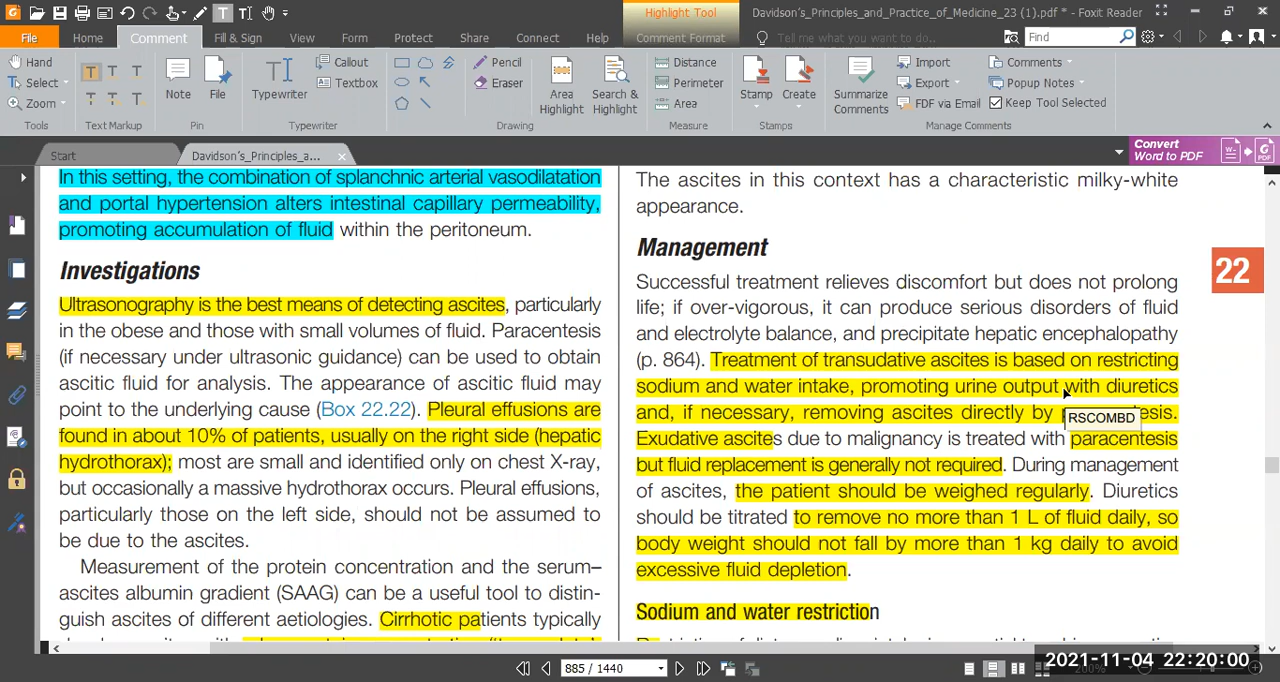 Highlight Tool
Davidson's_Principles_and_Practice_of_Medicine_23 (1).pdf * - Foxit Reader
File
Home
Comment
Fill & Sign
View
Form
Protect
Share
Connect
Help
Comment Format
Tell me what you want to do...
Find
Hand
Select
Zoom
Tools
Text Markup
Note
File
Pin
Typewriter
Callout
Textbox
Typewriter
Pencil
Eraser
Drawing
Area Highlight
Search & Highlight
Distance
Perimeter
Area
Measure
Stamp
Create
Stamps
Summarize Comments
Import
Export
FDF via Email
Comments
Popup Notes
Keep Tool Selected
Manage Comments
Start
Davidson's_Principles_a...
Convert
Word to PDF
In this setting, the combination of splanchnic arterial vasodilatation
and portal hypertension alters intestinal capillary permeability,
promoting accumulation of fluid within the peritoneum.
Investigations
Ultrasonography is the best means of detecting ascites, particularly
in the obese and those with small volumes of fluid. Paracentesis
(if necessary under ultrasonic guidance) can be used to obtain
ascitic fluid for analysis. The appearance of ascitic fluid may
point to the underlying cause (Box 22.22). Pleural effusions are
found in about 10% of patients, usually on the right side (hepatic
hydrothorax); most are small and identified only on chest X-ray,
but occasionally a massive hydrothorax occurs. Pleural effusions,
particularly those on the left side, should not be assumed to
be due to the ascites.
Measurement of the protein concentration and the serum–
ascites albumin gradient (SAAG) can be a useful tool to distin-
guish ascites of different aetiologies. Cirrhotic patients typically
The ascites in this context has a characteristic milky-white
appearance.
Management
Successful treatment relieves discomfort but does not prolong
life; if over-vigorous, it can produce serious disorders of fluid
and electrolyte balance, and precipitate hepatic encephalopathy
(p. 864). Treatment of transudative ascites is based on restricting
sodium and water intake, promoting urine output with diuretics
and, if necessary, removing ascites directly by
RSCOMBD
Exudative ascites due to malignancy is treated with paracentesis
but fluid replacement is generally not required. During management
of ascites, the patient should be weighed regularly. Diuretics
should be titrated to remove no more than 1 L of fluid daily, so
body weight should not fall by more than 1 kg daily to avoid
excessive fluid depletion.
Sodium and water restriction
22
885 / 1440
2021-11-04 22:20:00